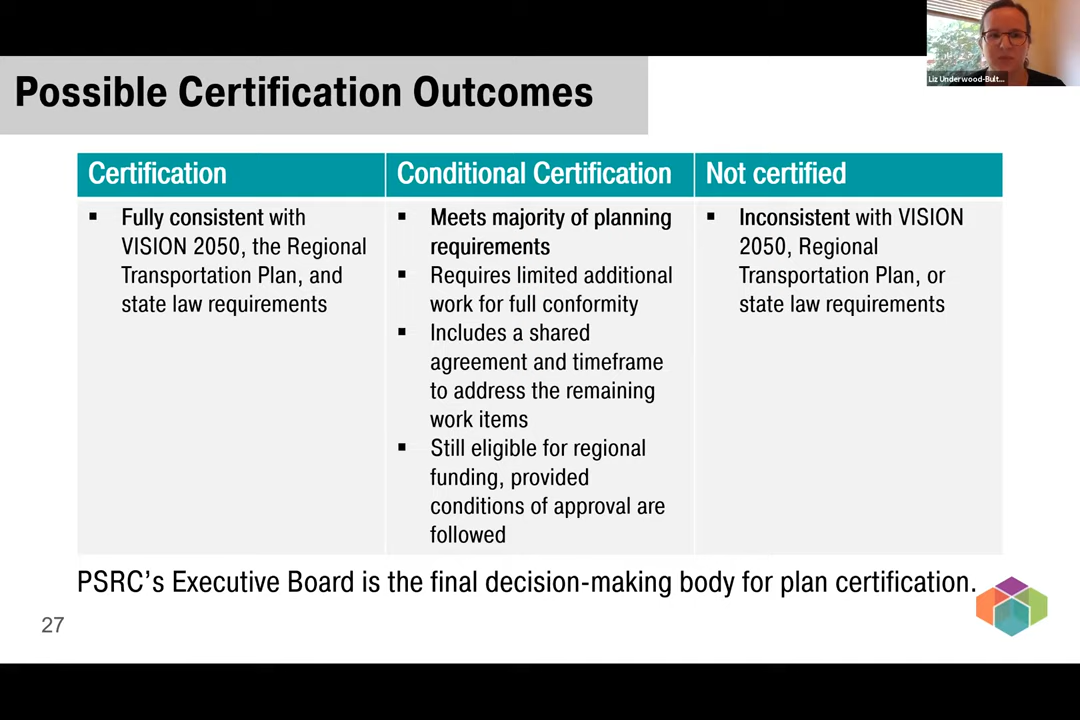 Liz Underwood-Bult...
Possible Certification Outcomes
Certification
▪ Fully consistent with
VISION 2050, the Regional
Transportation Plan, and
state law requirements
Conditional Certification
▪ Meets majority of planning
requirements
▪ Requires limited additional
work for full conformity
▪ Includes a shared
agreement and timeframe
to address the remaining
work items
▪ Still eligible for regional
funding, provided
conditions of approval are
followed
Not certified
▪ Inconsistent with VISION
2050, Regional
Transportation Plan, or
state law requirements
PSRC’s Executive Board is the final decision-making body for plan certification.
27